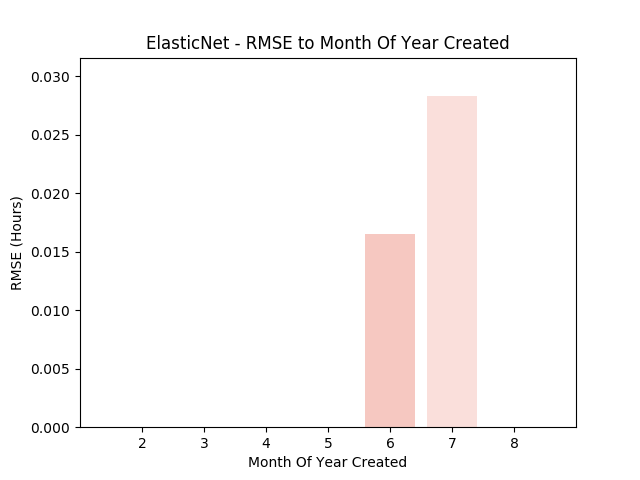 ElasticNet - RMSE to Month Of Year Created
0.030
0.025
0.020
0.015
0.010
0.005
0.000
RMSE (Hours)
2 3 4 5 6 7 8
Month Of Year Created